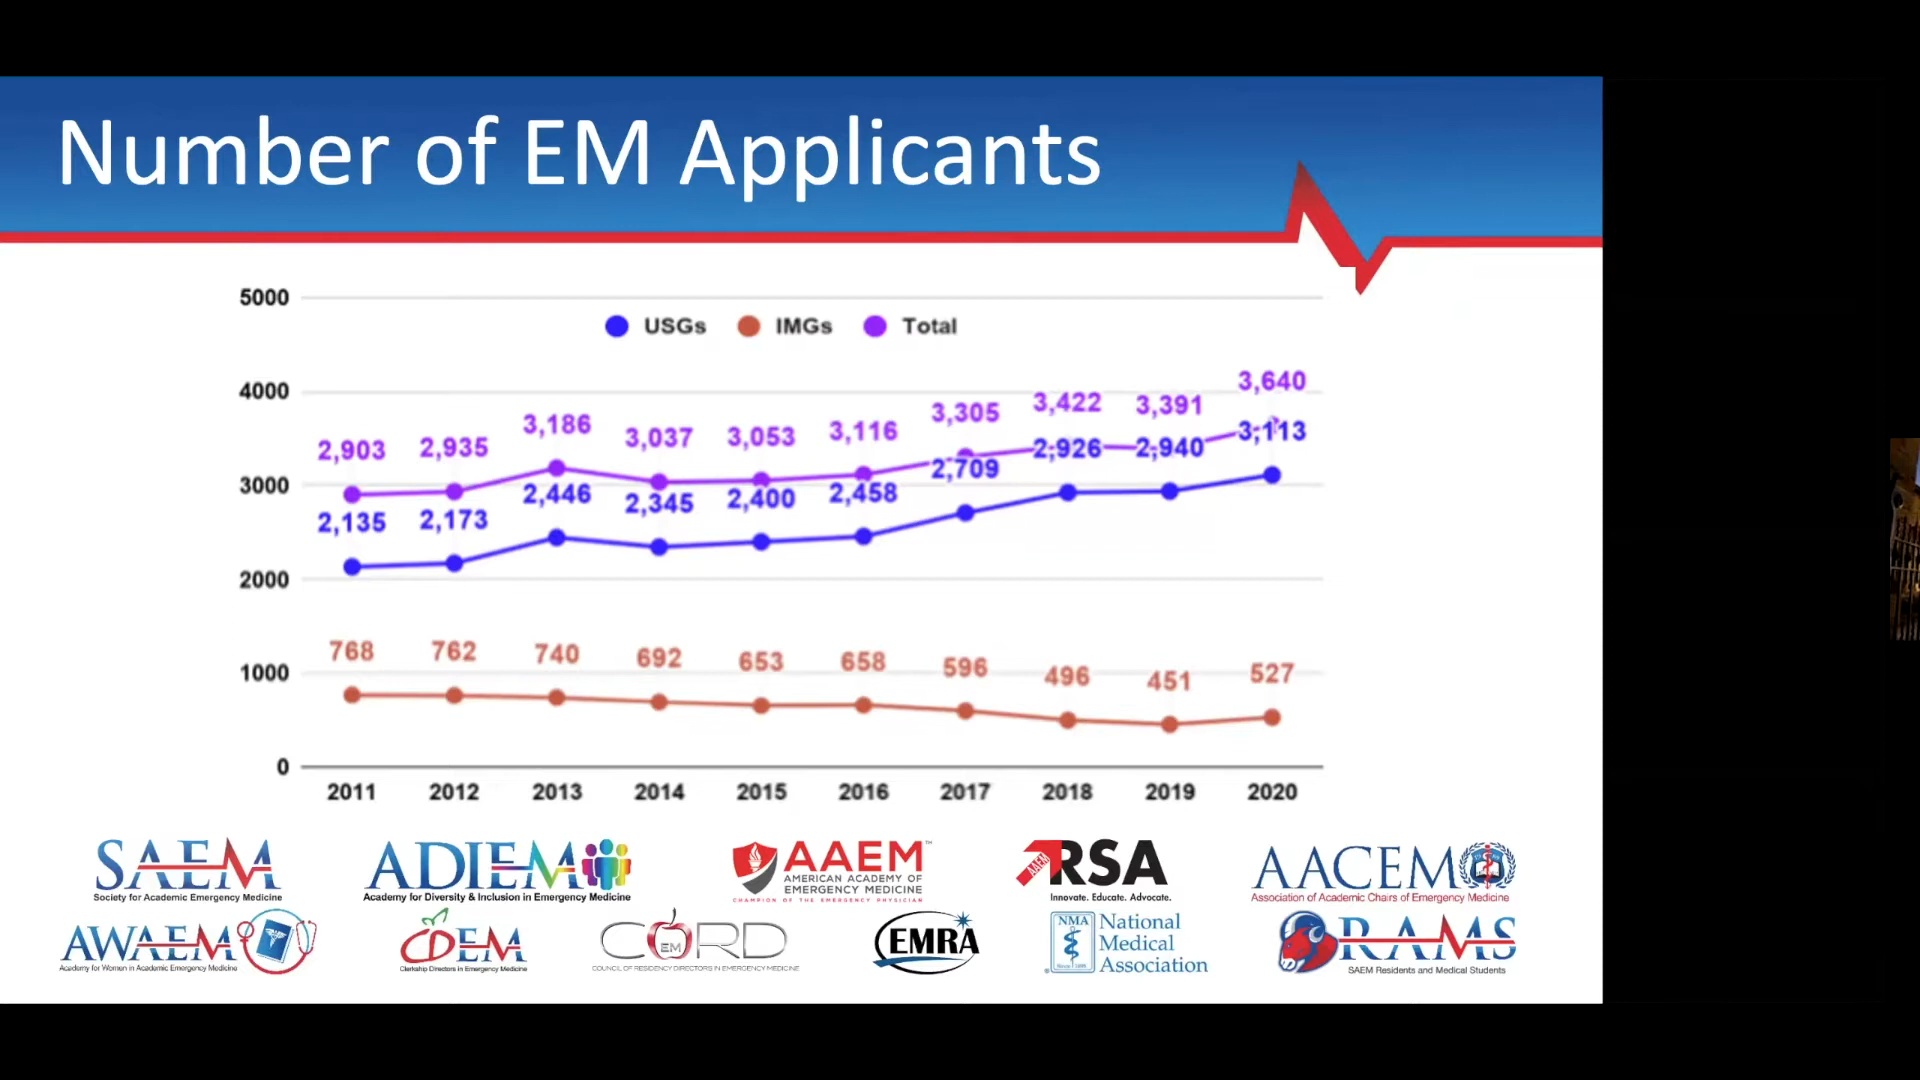 Number of EM Applicants
5000
USGs IMGs Total
4000
3000
2000
1000
0
2,903 2,935 3,186 3,037 3,053 3,116 3,305 3,422 3,391 3,640
2,135 2,173 2,446 2,345 2,400 2,458 2,709 2,926 2,940 3,113
768 762 740 692 653 658 596 496 451 527
2011 2012 2013 2014 2015 2016 2017 2018 2019 2020
SAEM
Society for Academic Emergency Medicine
ADIEM
Academy for Diversity & Inclusion in Emergency Medicine
AAEM™
AMERICAN ACADEMY OF
EMERGENCY MEDICINE
CHAMPION OF THE EMERGENCY PHYSICIAN
AAEM
RSA
Innovate. Educate. Advocate.
AACEM
Association of Academic Chairs of Emergency Medicine
AWAEM
Academy for Women in Academic Emergency Medicine
CDEM
Clerkship Directors in Emergency Medicine
CORD
EM
COUNCIL OF RESIDENCY DIRECTORS IN EMERGENCY MEDICINE
EMRA
NMA
National
Medical
Association
RAMS
SAEM Residents and Medical Students